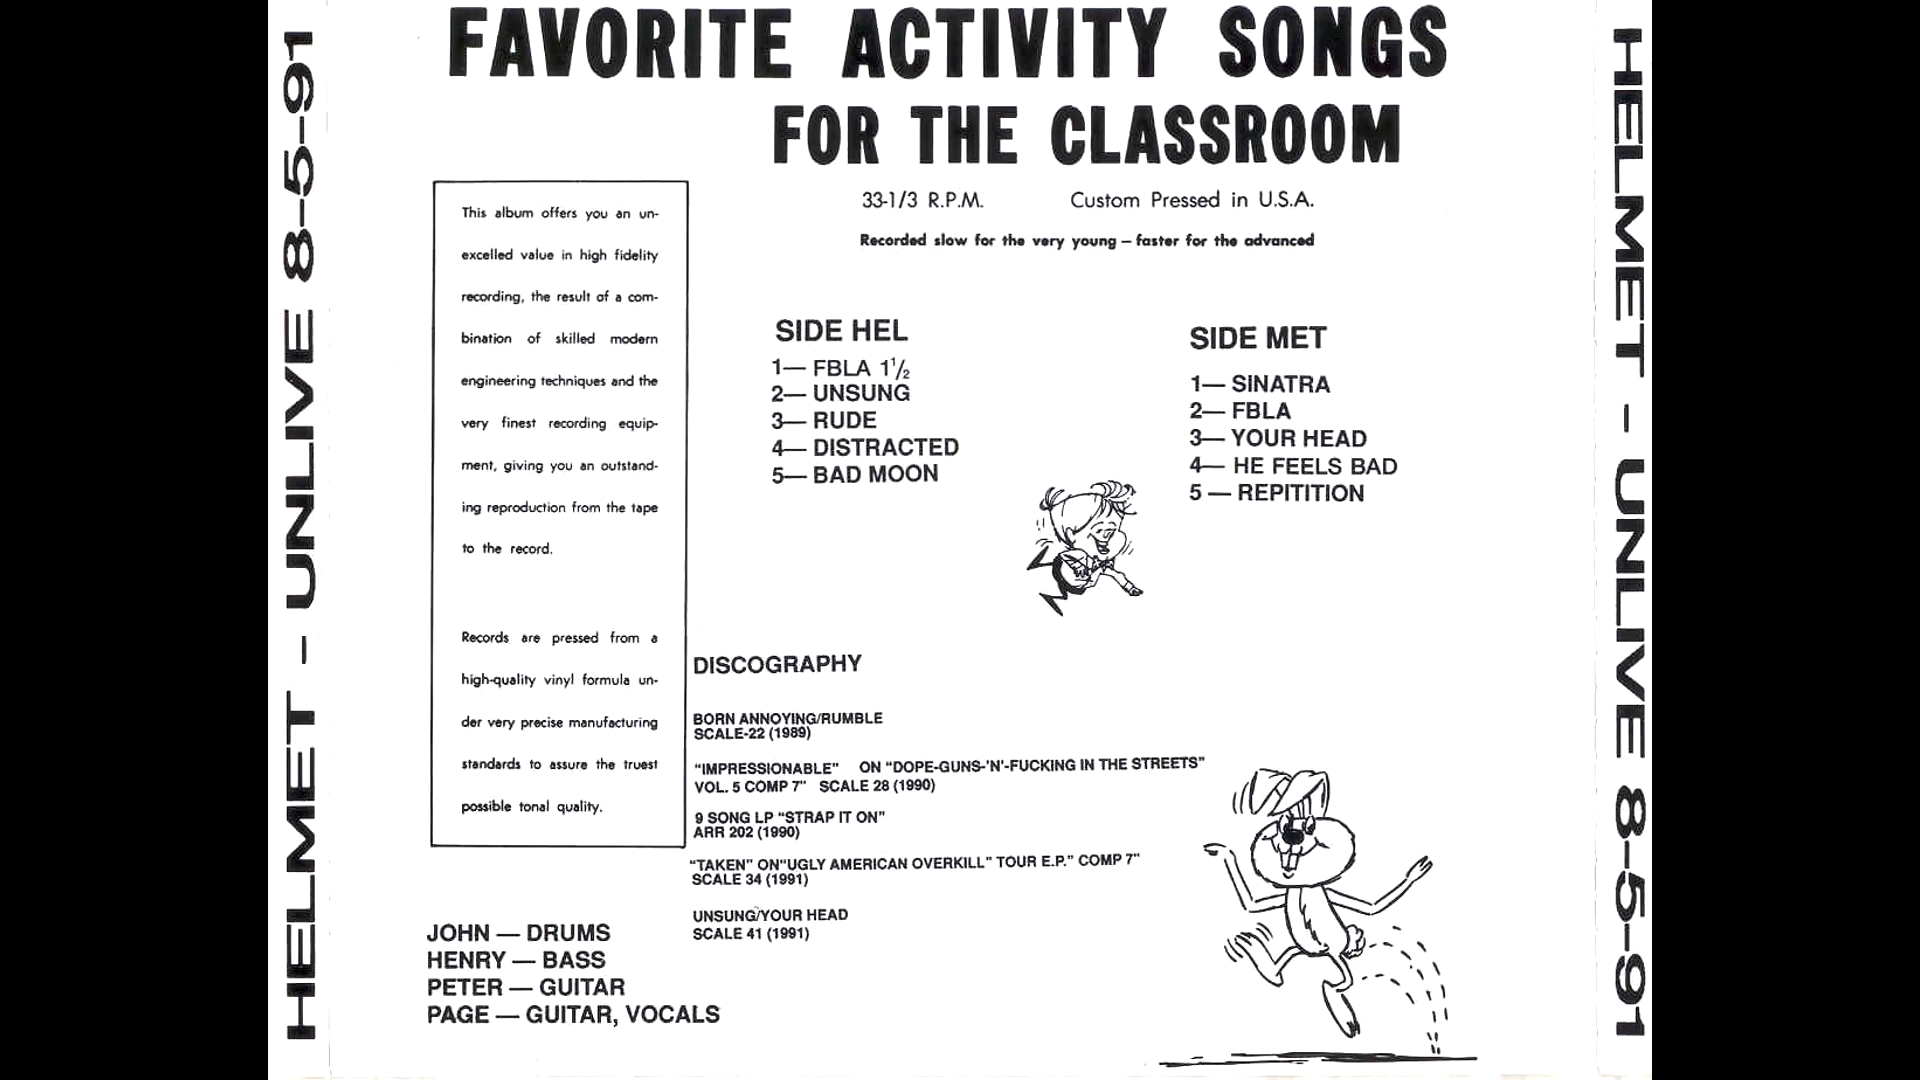 HELMET - UNLIVE 8-5-91
FAVORITE ACTIVITY SONGS
FOR THE CLASSROOM
33-1/3 R.P.M. Custom Pressed in U.S.A.
Recorded slow for the very young – faster for the advanced
This album offers you an un-
excelled value in high fidelity
recording, the result of a com-
bination of skilled modern
engineering techniques and the
very finest recording equip-
ment, giving you an outstand-
ing reproduction from the tape
to the record.
Records are pressed from a
high-quality vinyl formula un-
der very precise manufacturing
standards to assure the truest
possible tonal quality.
SIDE HEL
1— FBLA 1½
2— UNSUNG
3— RUDE
4— DISTRACTED
5— BAD MOON
SIDE MET
1— SINATRA
2— FBLA
3— YOUR HEAD
4— HE FEELS BAD
5 — REPITITION
DISCOGRAPHY
BORN ANNOYING/RUMBLE
SCALE-22 (1989)
"IMPRESSIONABLE" ON "DOPE-GUNS-'N'-FUCKING IN THE STREETS"
VOL. 5 COMP 7" SCALE 28 (1990)
9 SONG LP "STRAP IT ON"
ARR 202 (1990)
"TAKEN" ON"UGLY AMERICAN OVERKILL" TOUR E.P." COMP 7"
SCALE 34 (1991)
UNSUNG/YOUR HEAD
SCALE 41 (1991)
JOHN — DRUMS
HENRY — BASS
PETER — GUITAR
PAGE — GUITAR, VOCALS
HELMET - UNLIVE 8-5-91